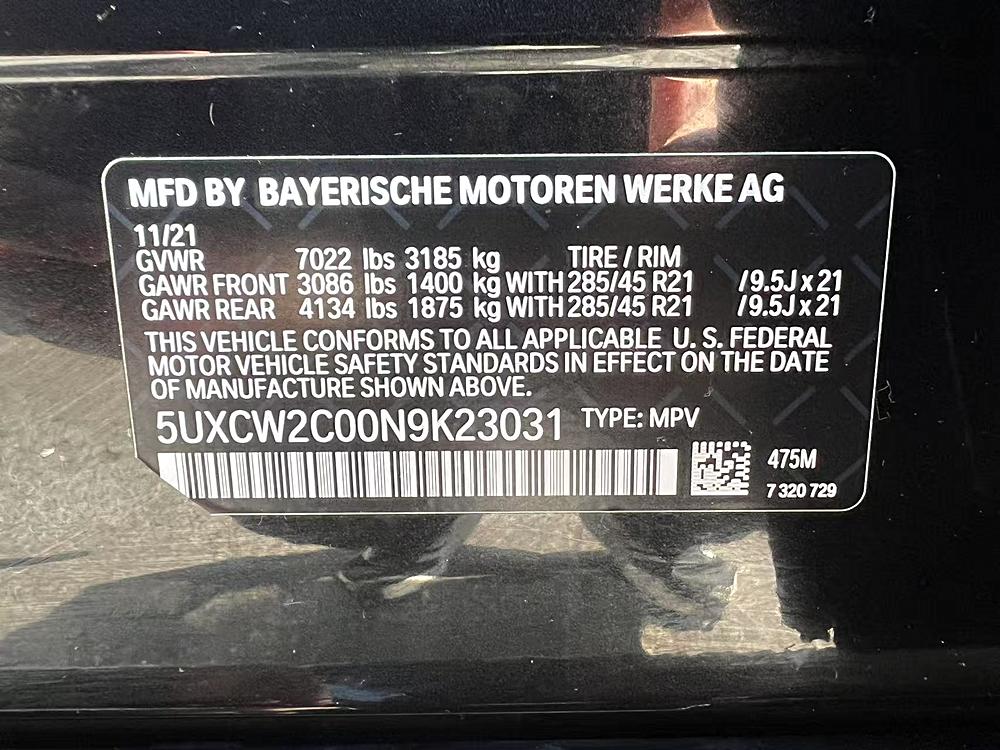 MFD BY BAYERISCHE MOTOREN WERKE AG
11/21
GVWR 7022 lbs 3185 kg TIRE / RIM
GAWR FRONT 3086 lbs 1400 kg WITH 285/45 R21 /9.5J x 21
GAWR REAR 4134 lbs 1875 kg WITH 285/45 R21 /9.5J x 21
THIS VEHICLE CONFORMS TO ALL APPLICABLE U. S. FEDERAL
MOTOR VEHICLE SAFETY STANDARDS IN EFFECT ON THE DATE
OF MANUFACTURE SHOWN ABOVE.
5UXCW2C00N9K23031 TYPE: MPV
475M
7 320 729